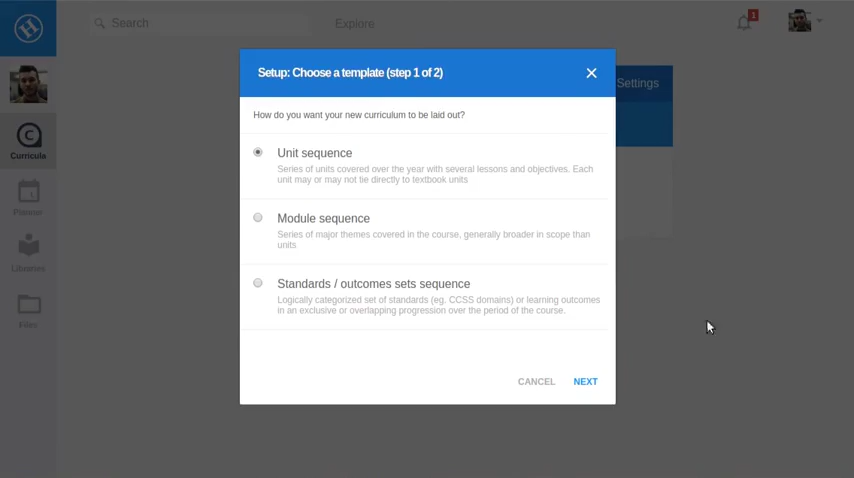 Search
Explore
1
Setup: Choose a template (step 1 of 2)
Settings
How do you want your new curriculum to be laid out?
Unit sequence
Series of units covered over the year with several lessons and objectives. Each
unit may or may not tie directly to textbook units
Curricula
Module sequence
Series of major themes covered in the course, generally broader in scope than
units
Planner
Libraries
Standards / outcomes sets sequence
Logically categorized set of standards (eg. CCSS domains) or learning outcomes
in an exclusive or overlapping progression over the period of the course.
Files
CANCEL
NEXT